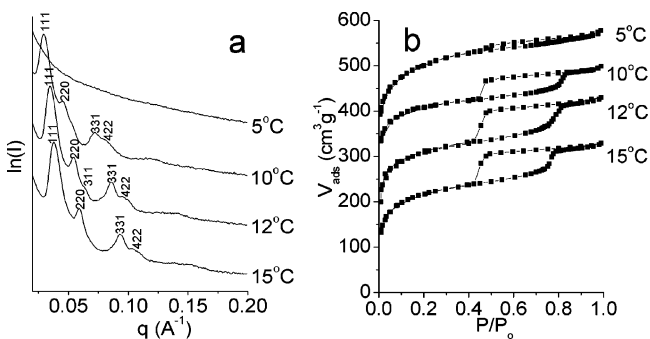 a
111
111
220
111
331
422
220
311
331
422
220
331
422
5°C
10°C
12°C
15°C
ln(I)
0.05
0.10
0.15
0.20
q (A⁻¹)
b
600
500
400
300
200
100
0
V_ads (cm³g⁻¹)
5°C
10°C
12°C
15°C
0.0
0.2
0.4
0.6
0.8
1.0
P/P_o